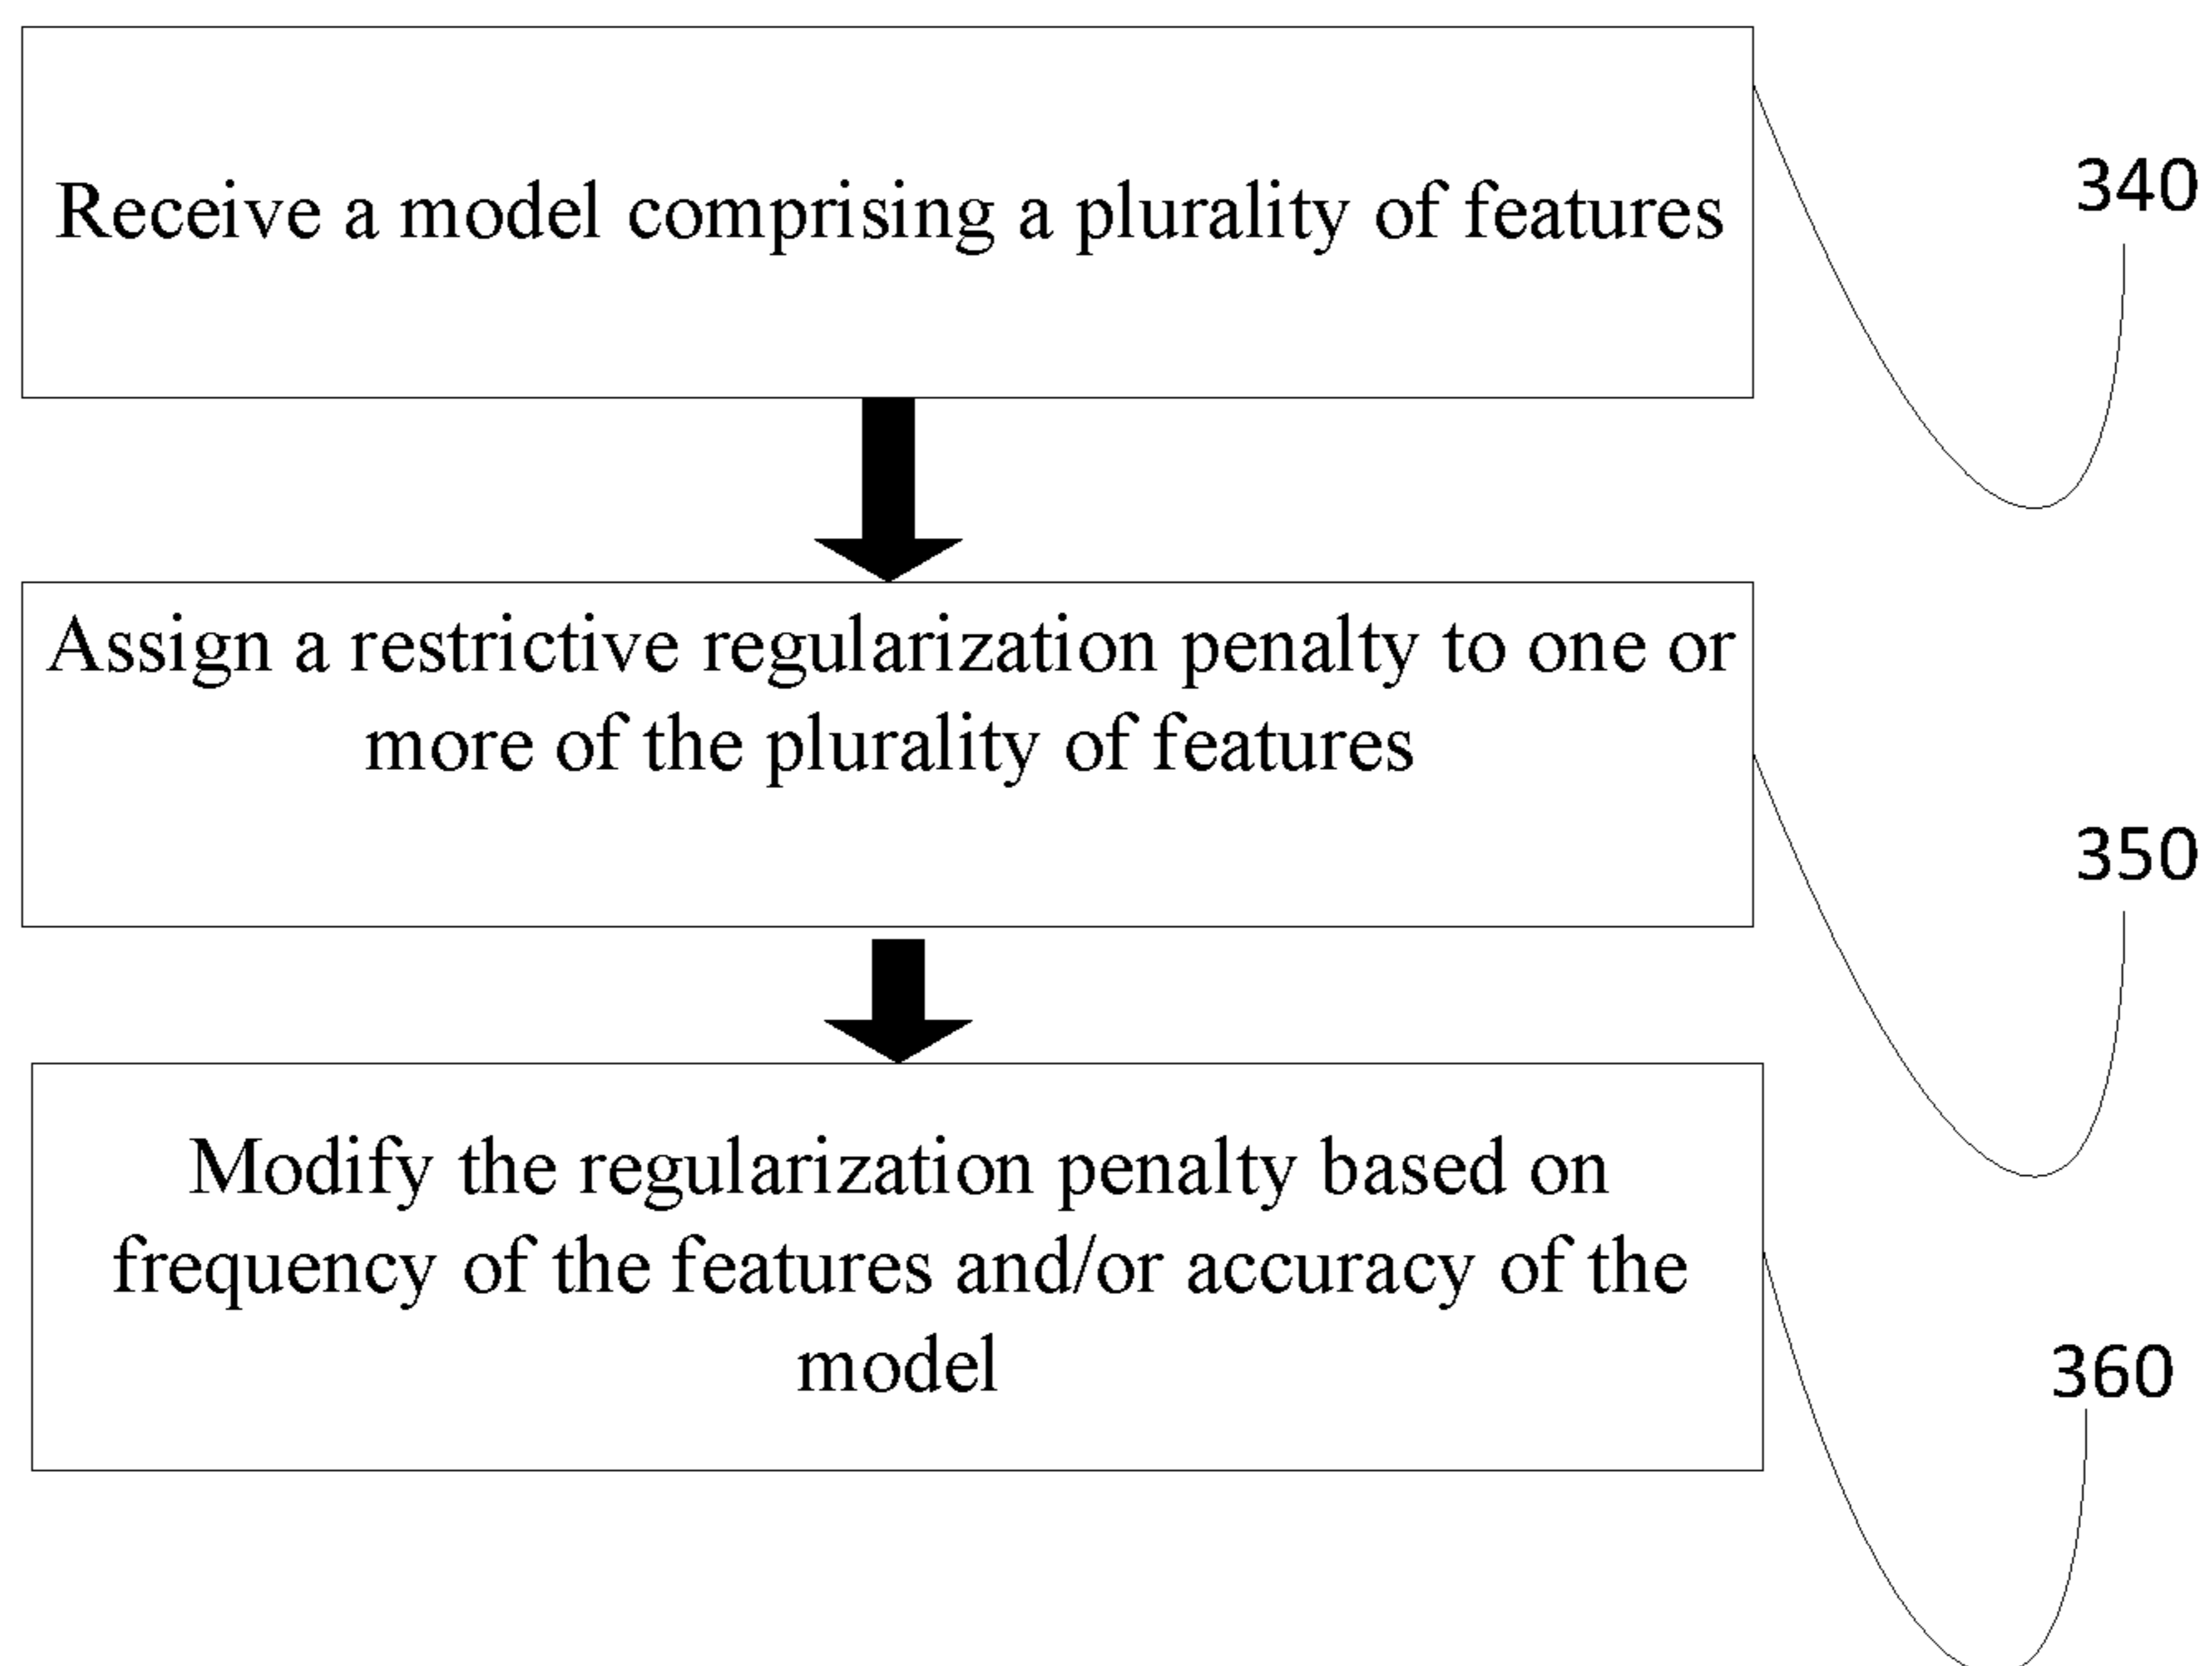 Receive a model comprising a plurality of features
340
Assign a restrictive regularization penalty to one or
more of the plurality of features
350
Modify the regularization penalty based on
frequency of the features and/or accuracy of the
model
360